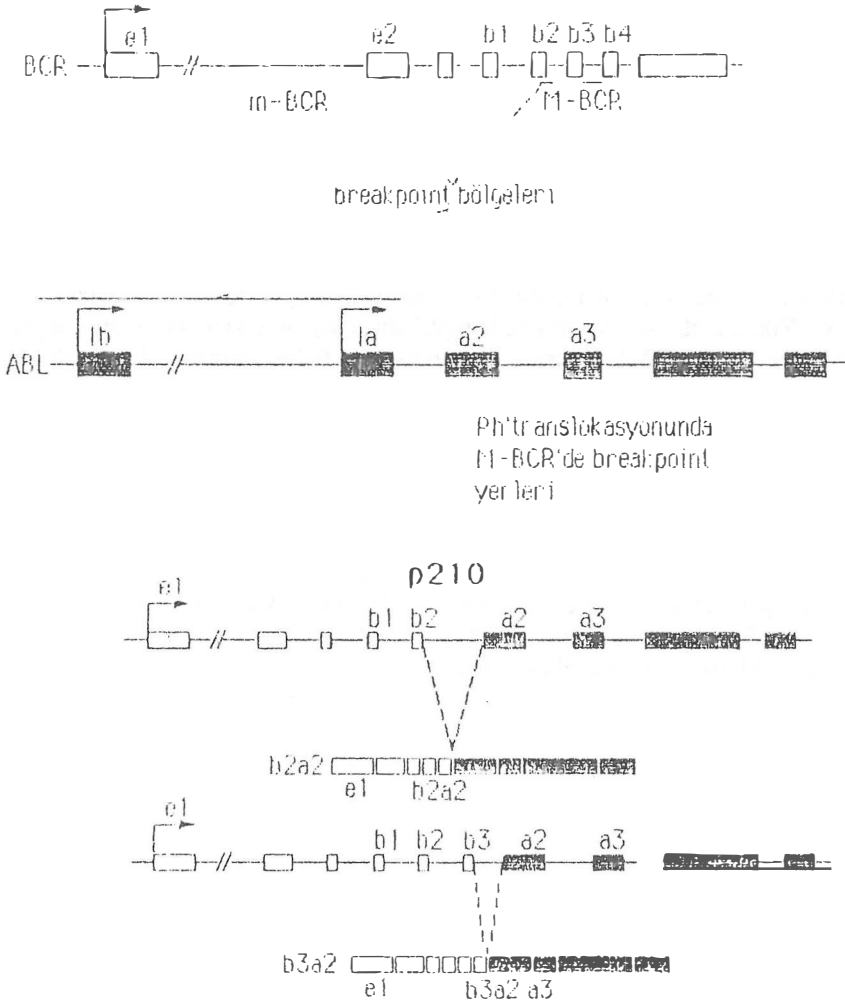 e1 e2 b1 b2 b3 b4
BCR
m-BCR M-BCR
breakpoint bölgeleri
1b 1a a2 a3
ABL
Ph'translokasyonunda
M-BCR'de breakpoint
yerleri
p210
e1 b1 b2 a2 a3
b2a2
e1 b2a2
e1 b1 b2 b3 a2 a3
b3a2
e1 b3a2 a3